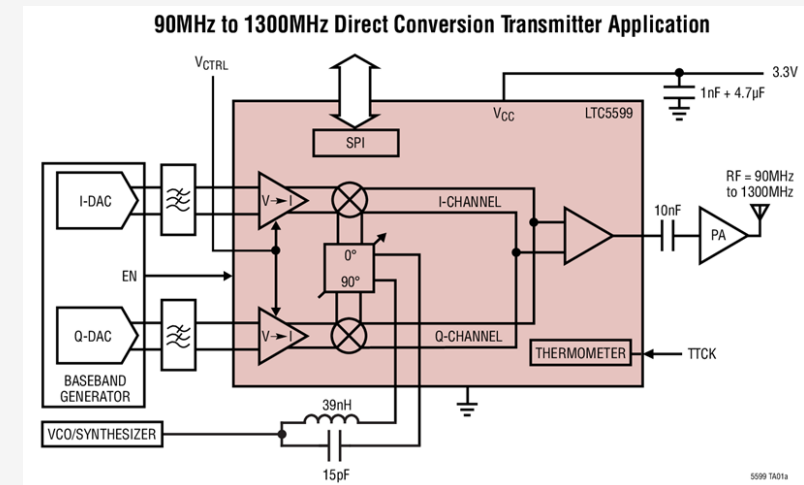 90MHz to 1300MHz Direct Conversion Transmitter Application
VCTRL
3.3V
1nF + 4.7µF
VCC
LTC5599
SPI
I-DAC
V→I
I-CHANNEL
RF = 90MHz
to 1300MHz
10nF
PA
EN
0°
90°
Q-DAC
V→I
Q-CHANNEL
THERMOMETER
TTCK
BASEBAND
GENERATOR
39nH
VCO/SYNTHESIZER
15pF
5599 TA01a